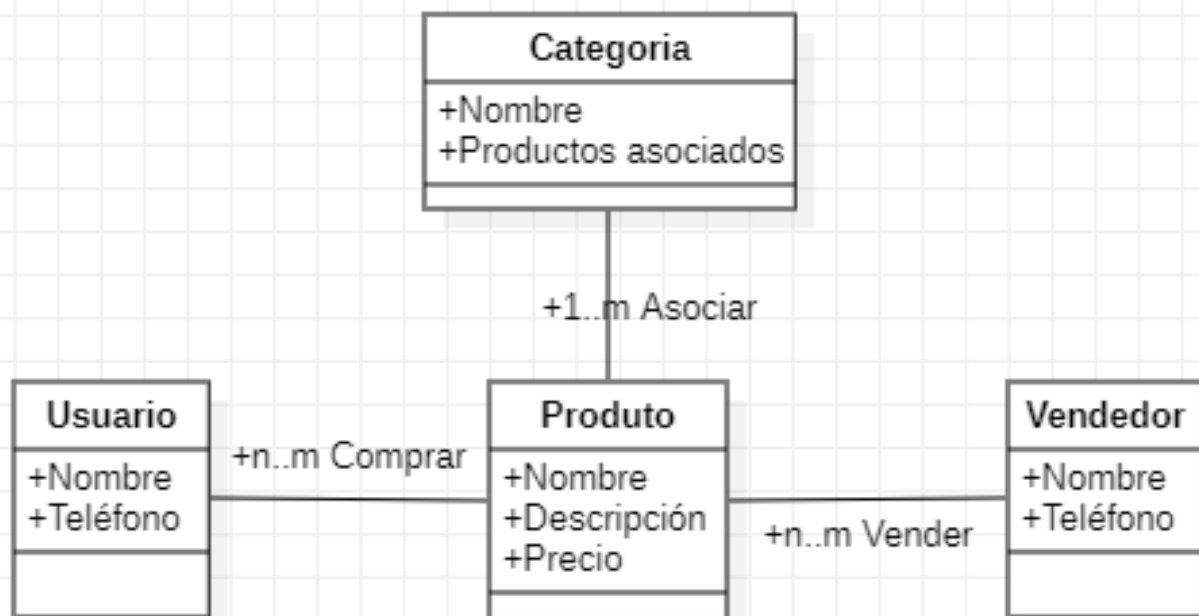 Categoria
+Nombre
+Productos asociados
+1..m Asociar
Usuario
+Nombre
+Teléfono
+n..m Comprar
Produto
+Nombre
+Descripción
+Precio
+n..m Vender
Vendedor
+Nombre
+Teléfono